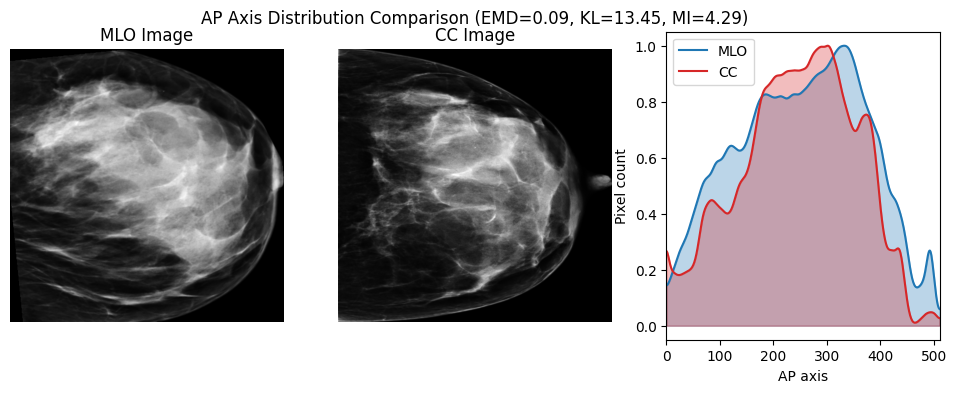 AP Axis Distribution Comparison (EMD=0.09, KL=13.45, MI=4.29)
MLO Image
CC Image
MLO
CC
1.0
0.8
0.6
0.4
0.2
0.0
Pixel count
0 100 200 300 400 500
AP axis